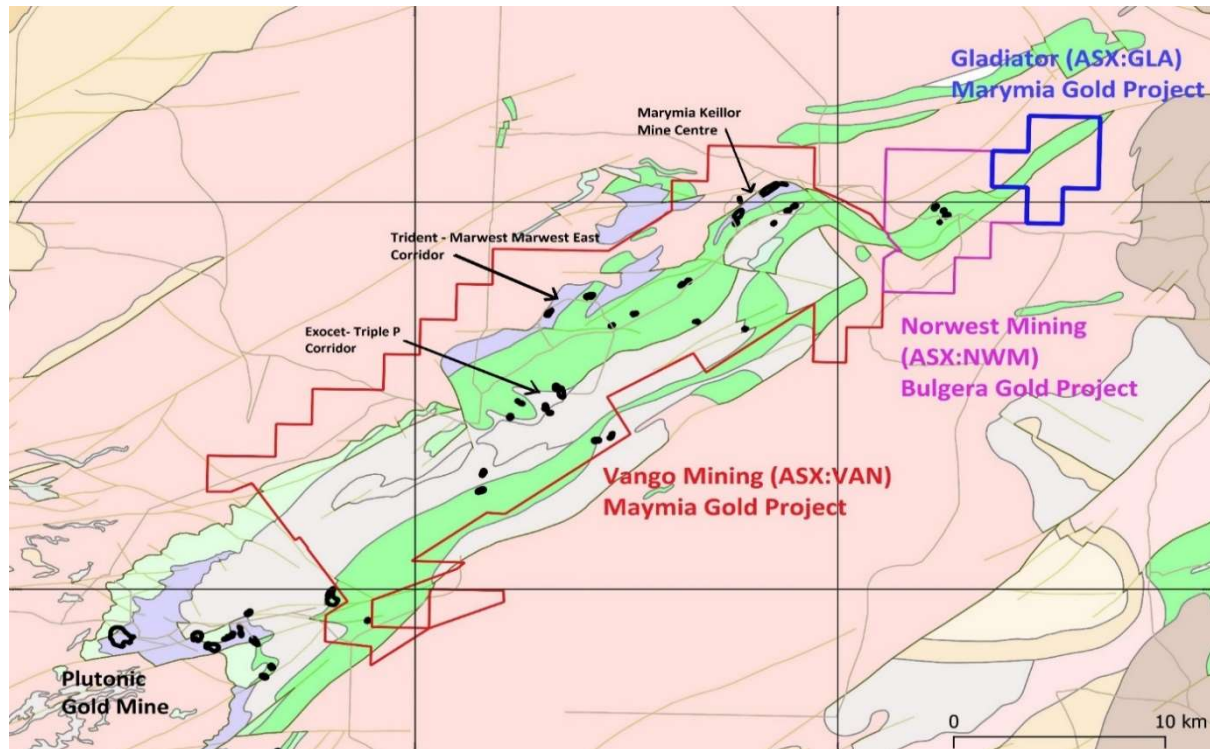 Gladiator (ASX:GLA)
Marymia Gold Project
Marymia Keillor
Mine Centre
Trident - Marwest Marwest East
Corridor
Exocet- Triple P
Corridor
Norwest Mining
(ASX:NWM)
Bulgera Gold Project
Vango Mining (ASX:VAN)
Maymia Gold Project
Plutonic
Gold Mine
0 10 km